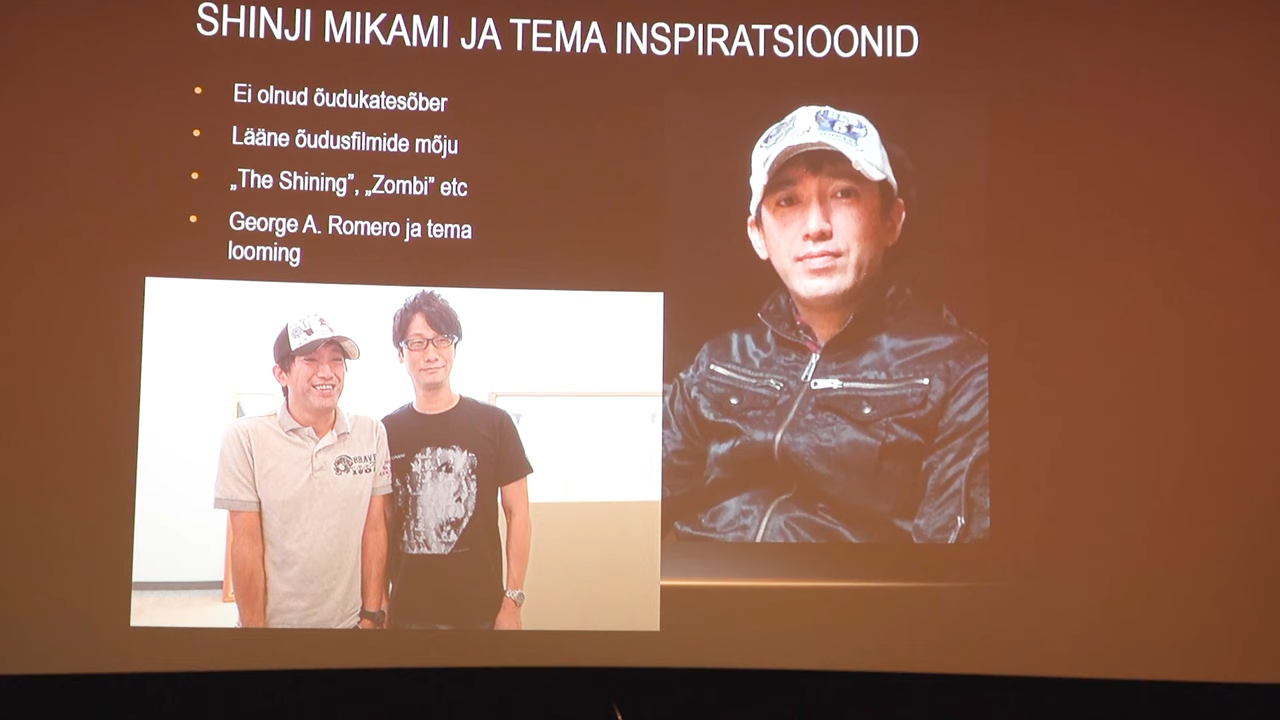 SHINJI MIKAMI JA TEMA INSPIRATSIOONID
Ei olnud õudukatesõber
Lääne õudusfilmide mõju
„The Shining”, „Zombi” etc
George A. Romero ja tema
looming
BRAVE